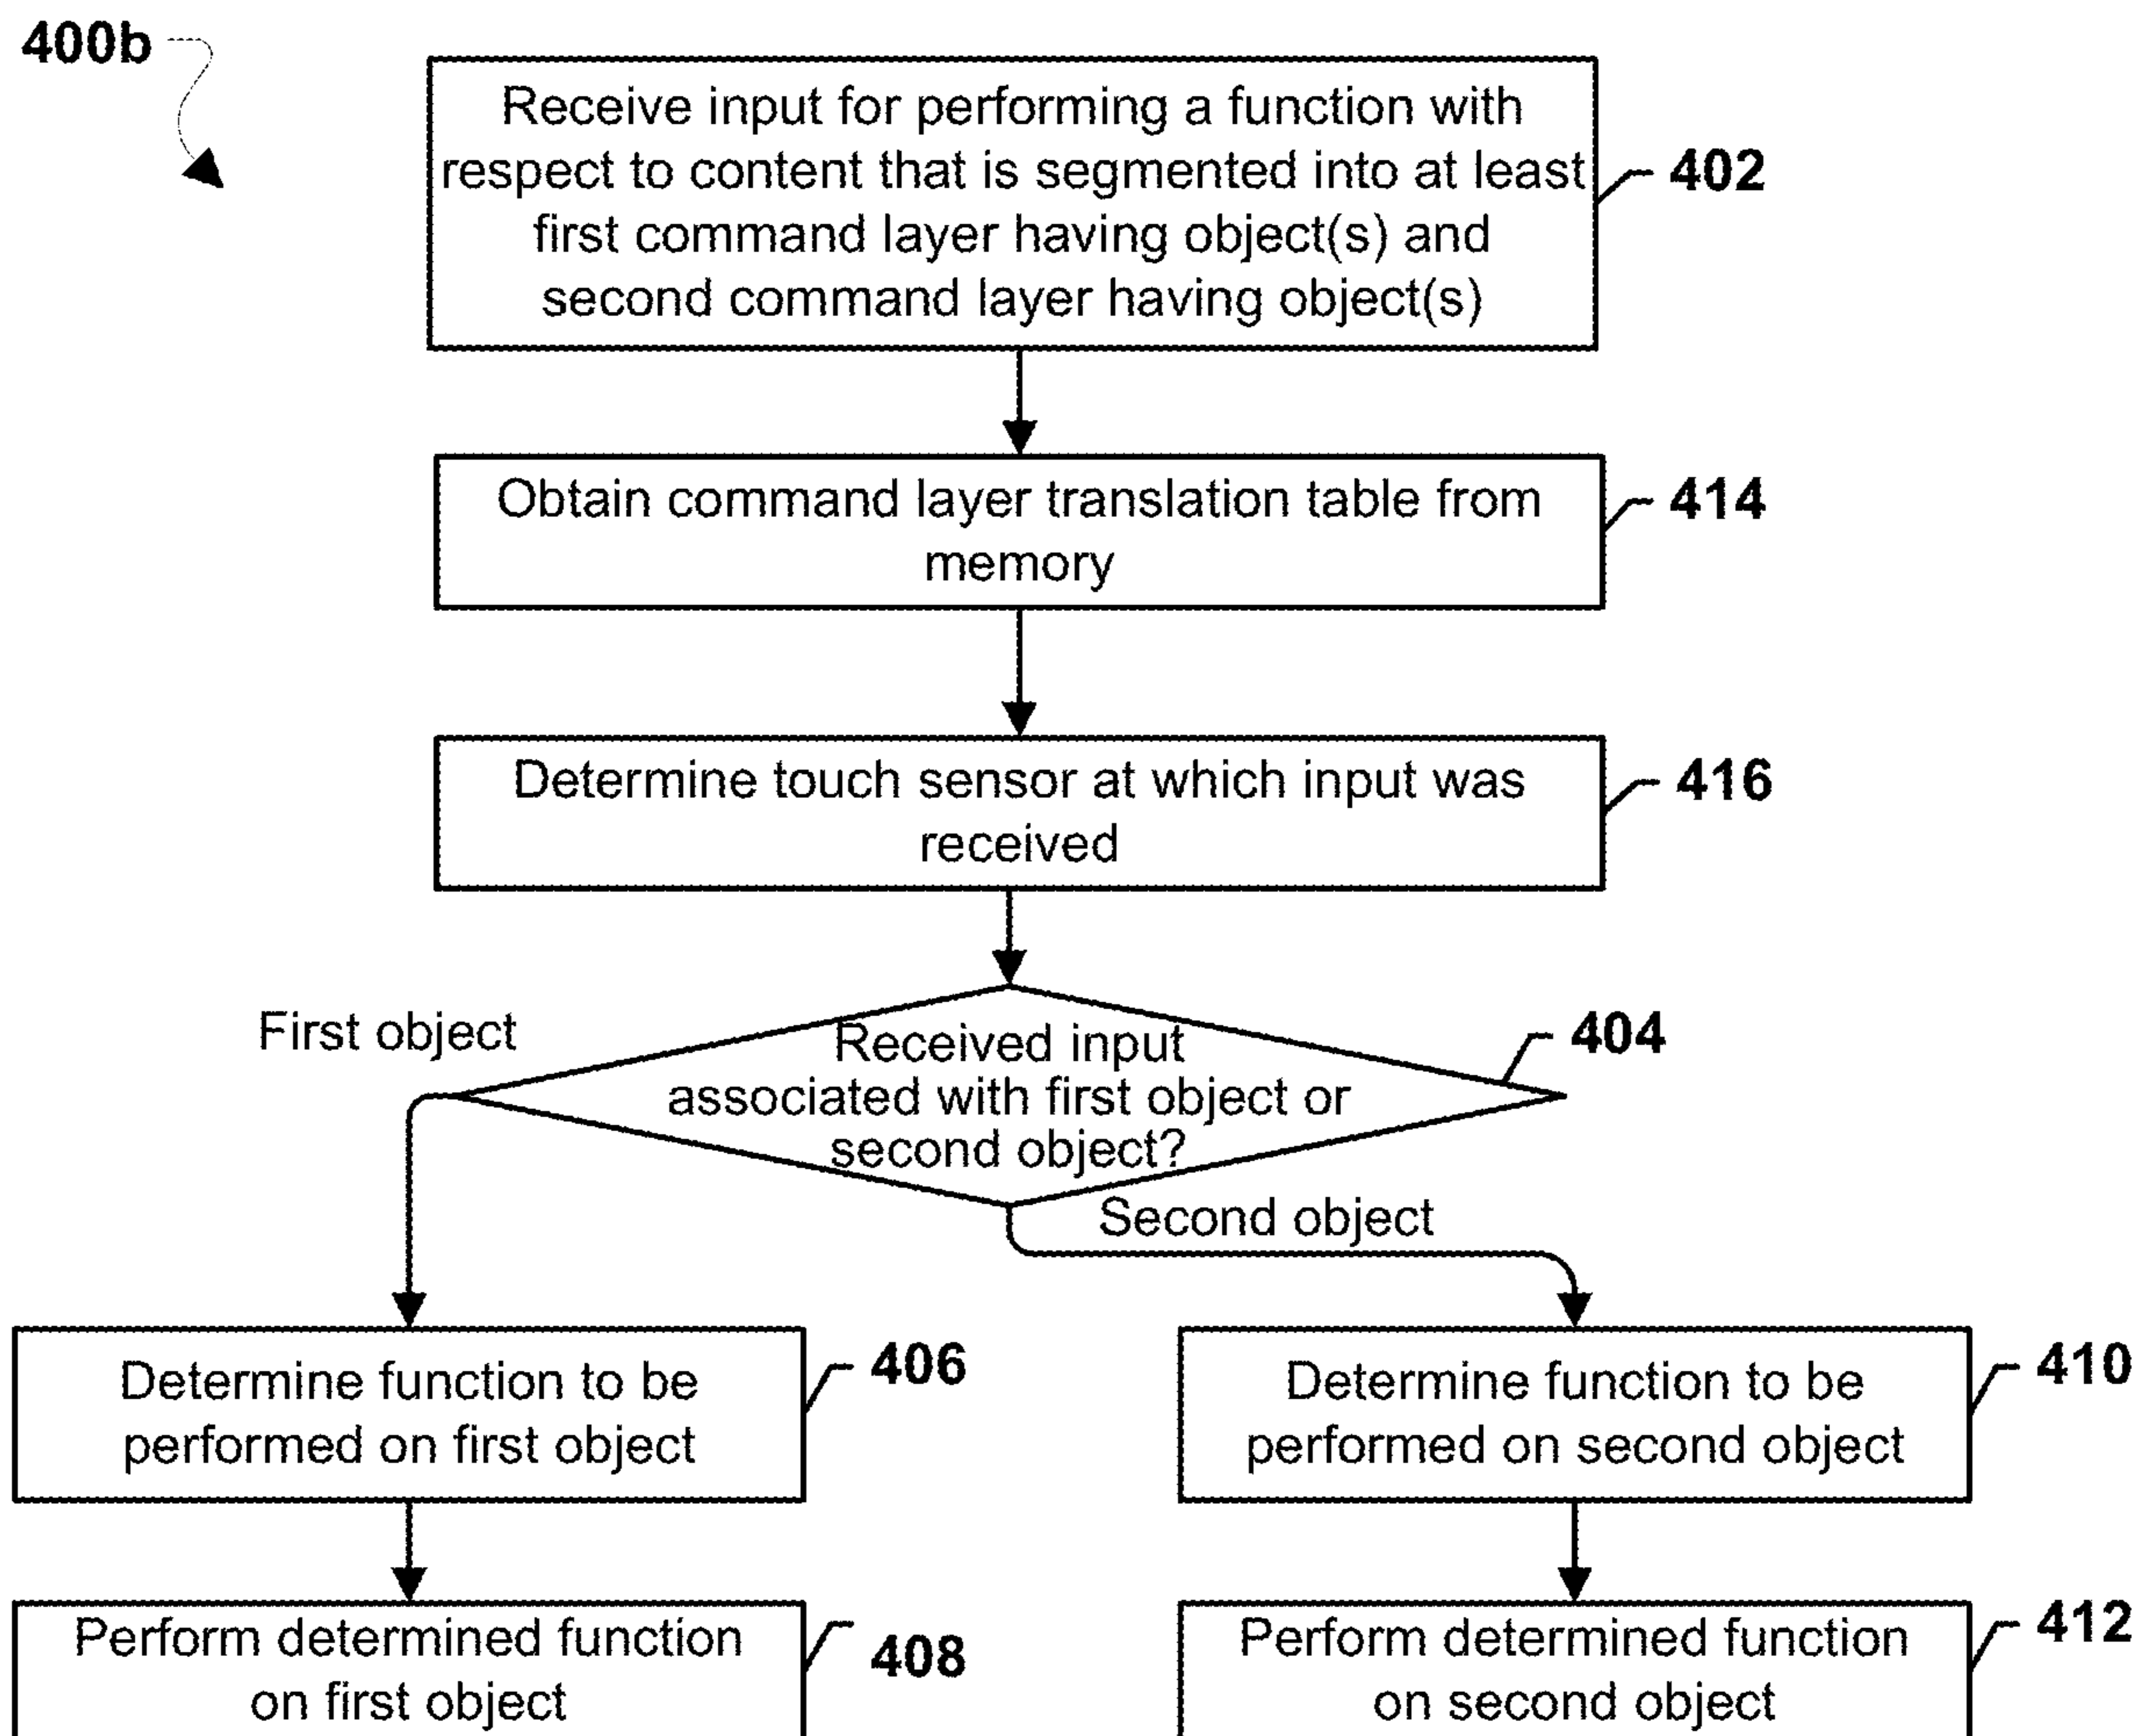 400b
Receive input for performing a function with
respect to content that is segmented into at least
first command layer having object(s) and
second command layer having object(s)
402
Obtain command layer translation table from
memory
414
Determine touch sensor at which input was
received
416
First object
Received input
associated with first object or
second object?
404
Second object
Determine function to be
performed on first object
406
Determine function to be
performed on second object
410
Perform determined function
on first object
408
Perform determined function
on second object
412